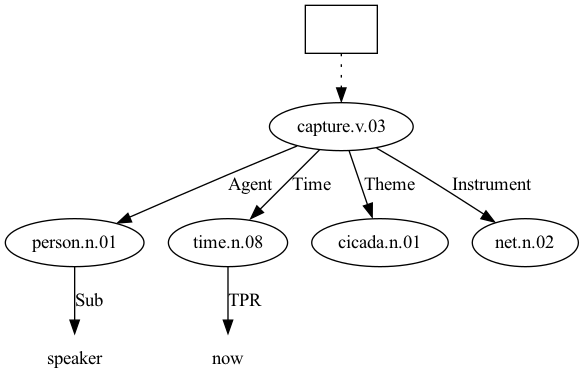 capture.v.03
Agent Time Theme Instrument
person.n.01 time.n.08 cicada.n.01 net.n.02
Sub TPR
speaker now